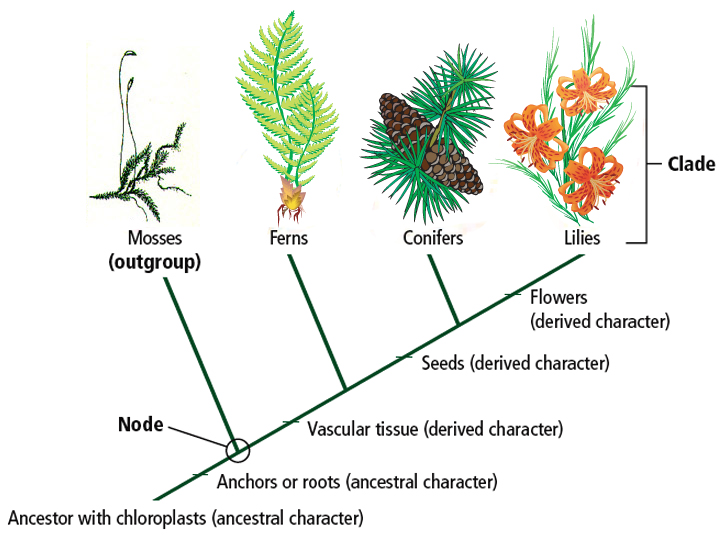 Clade
Mosses
(outgroup)
Ferns
Conifers
Lilies
Flowers
(derived character)
Seeds (derived character)
Node
Vascular tissue (derived character)
Anchors or roots (ancestral character)
Ancestor with chloroplasts (ancestral character)